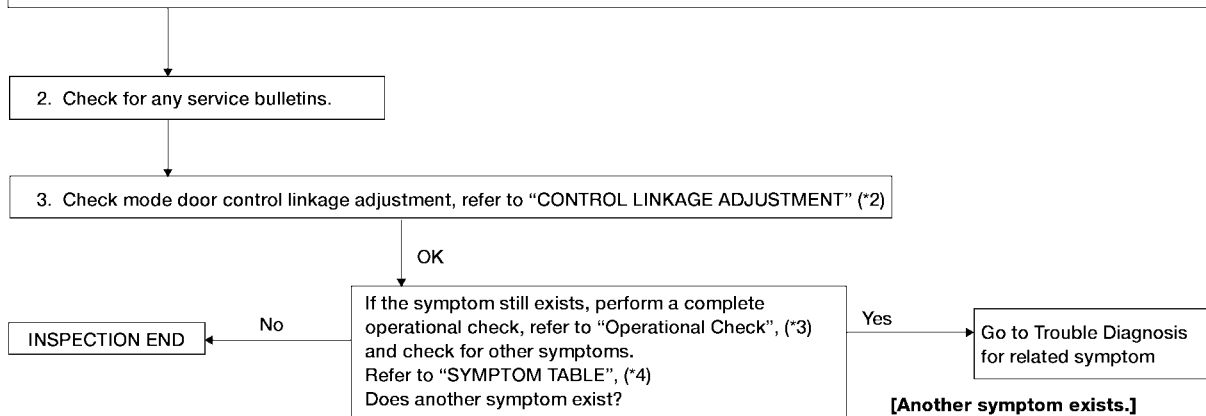 2. Check for any service bulletins.
3. Check mode door control linkage adjustment, refer to “CONTROL LINKAGE ADJUSTMENT” (*2)
OK
If the symptom still exists, perform a complete
operational check, refer to “Operational Check”, (*3)
and check for other symptoms.
Refer to “SYMPTOM TABLE”, (*4)
Does another symptom exist?
No
INSPECTION END
Yes
Go to Trouble Diagnosis
for related symptom
[Another symptom exists.]